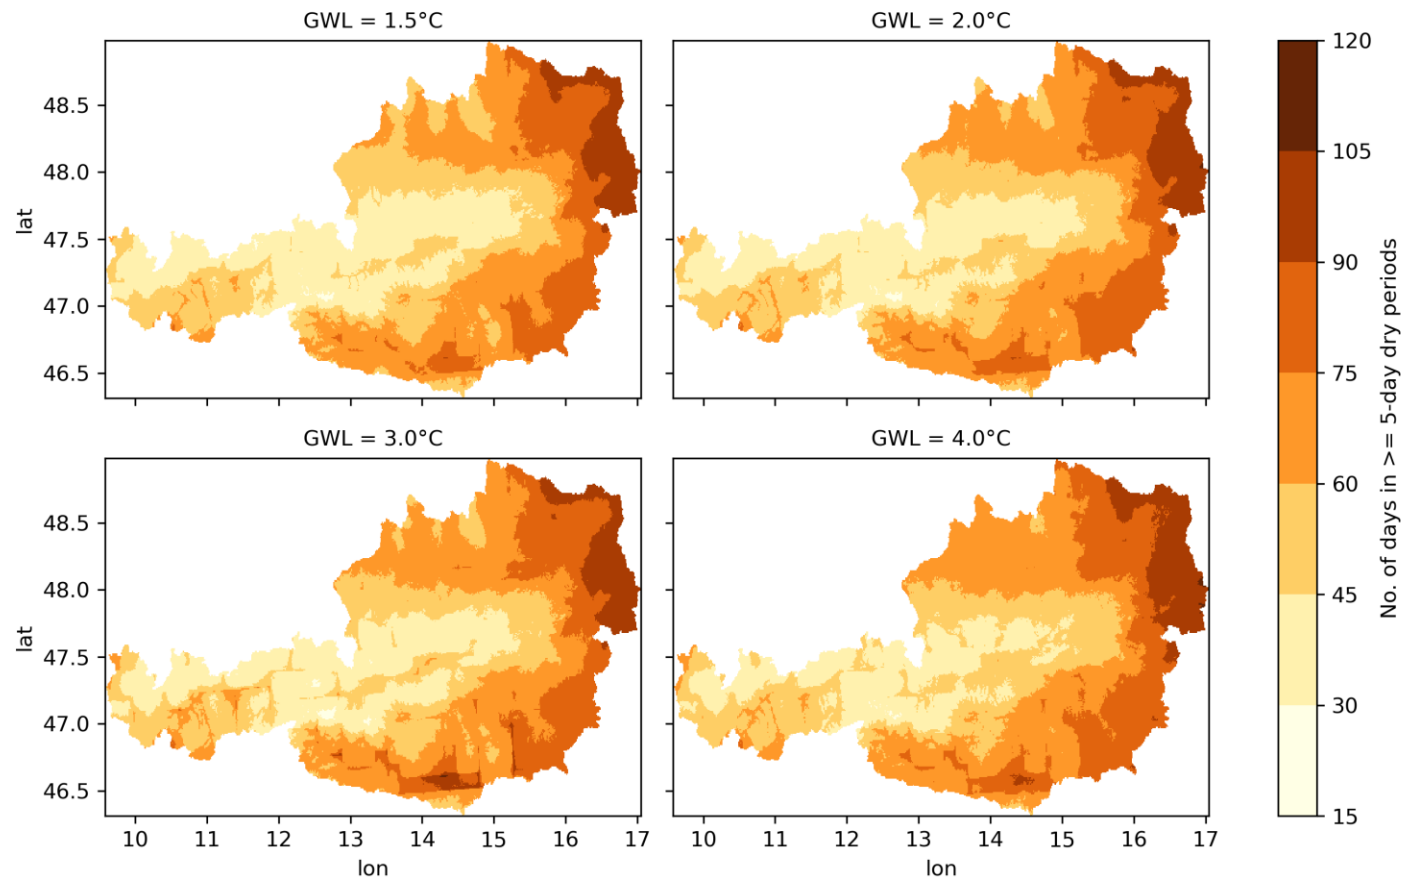 GWL = 1.5°C
GWL = 2.0°C
48.5
48.0
47.5
47.0
46.5
lat
GWL = 3.0°C
GWL = 4.0°C
48.5
48.0
47.5
47.0
46.5
lat
10 11 12 13 14 15 16 17
10 11 12 13 14 15 16 17
lon
lon
120
105
90
75
60
45
30
15
No. of days in >= 5-day dry periods